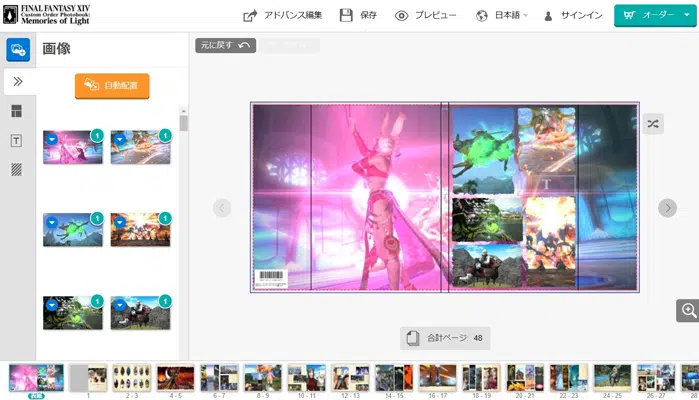 FINAL FANTASY XIV
Custom Order Photobook:
Memories of Light
アドバンス編集
保存
プレビュー
日本語
サインイン
オーダー
画像
元に戻す
自動配置
1
1
1
1
1
1
T
T
合計ページ 48
表紙
1
2 - 3
4 - 5
6 - 7
8 - 9
10 - 11
12 - 13
14 - 15
16 - 17
18 - 19
20 - 21
22 - 23
24 - 25
26 - 27
28